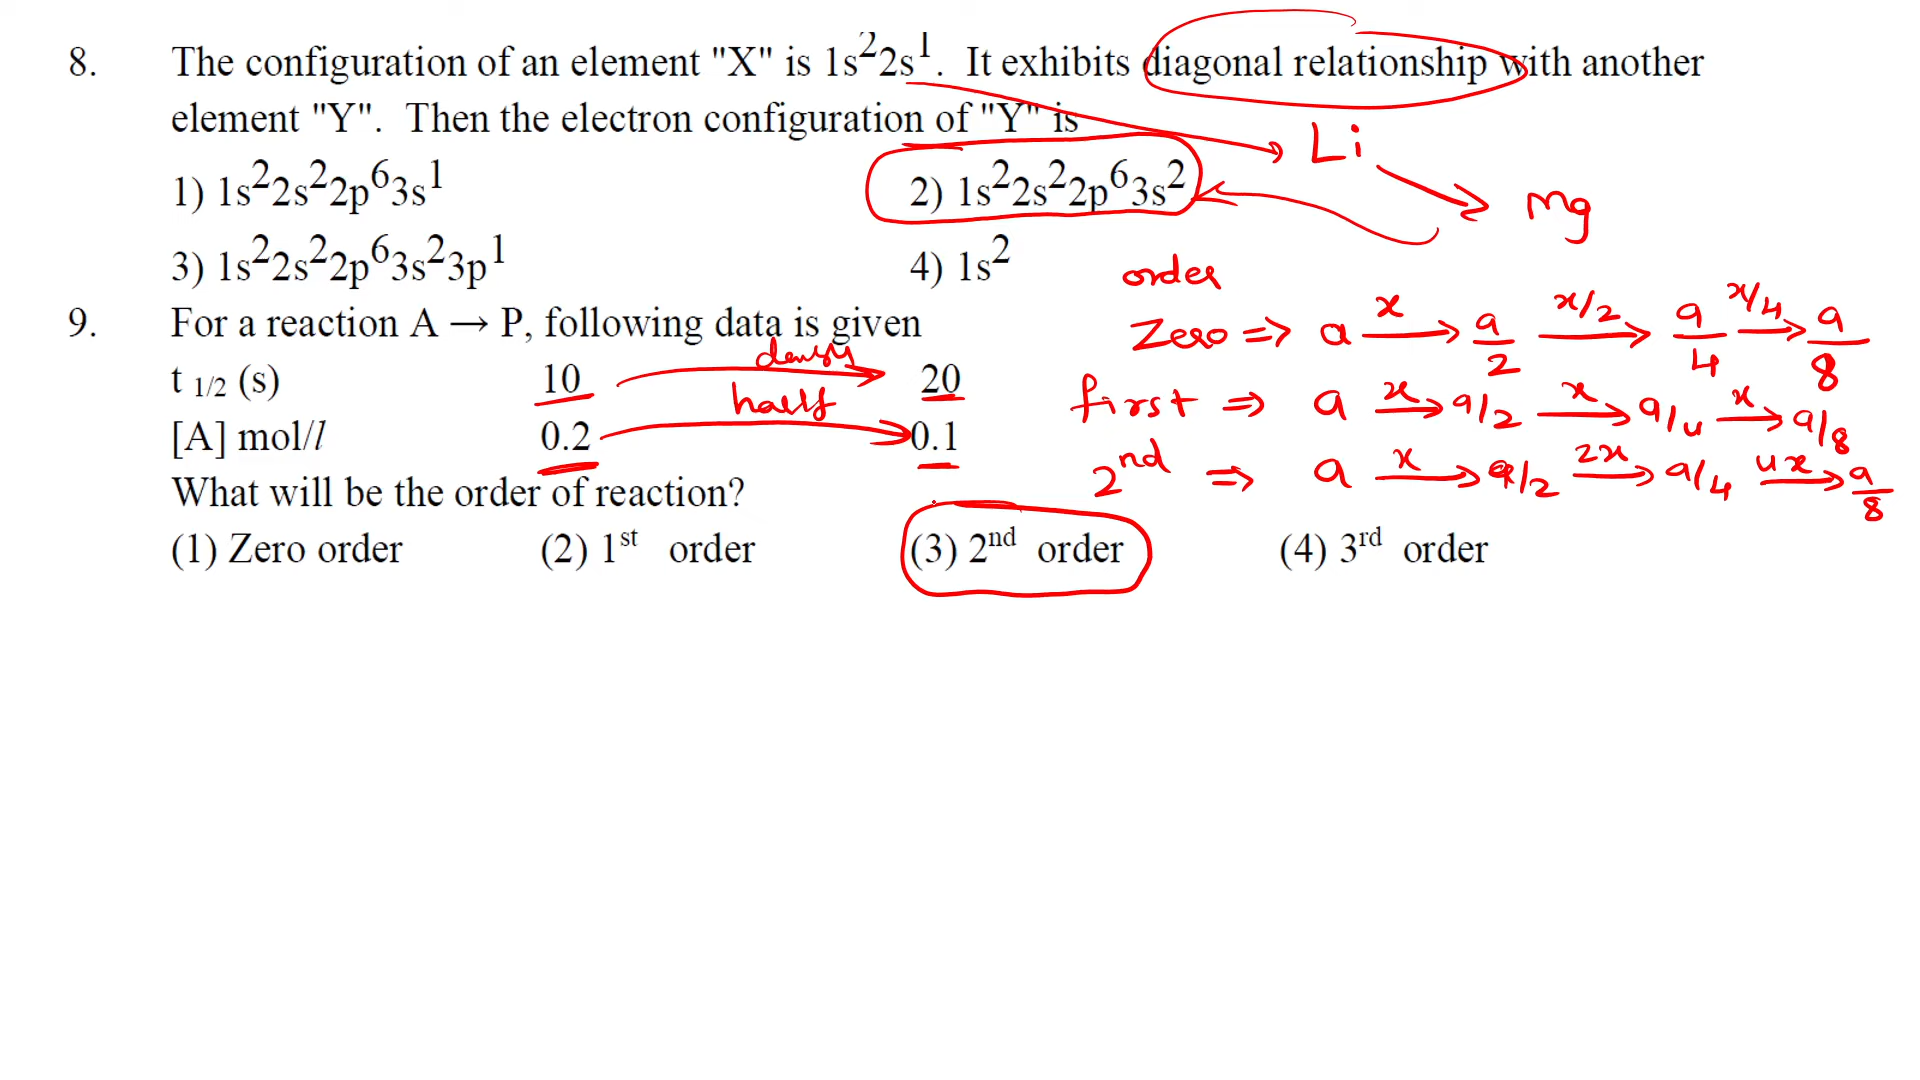 8. The configuration of an element "X" is 1s²2s¹. It exhibits diagonal relationship with another
element "Y". Then the electron configuration of "Y" is
Li
1) 1s²2s²2p⁶3s¹ 2) 1s²2s²2p⁶3s²
Mg
3) 1s²2s²2p⁶3s²3p¹ 4) 1s²
order
9. For a reaction A → P, following data is given
Zero ⇒ a —x→ a/2 —x/2→ a/4 —x/4→ a/8
t 1/2 (s) 10 20
half
first ⇒ a —x→ a/2 —x→ a/4 —x→ a/8
[A] mol/l 0.2 0.1
2nd ⇒ a —x→ a/2 —2x→ a/4 —4x→ a/8
What will be the order of reaction?
(1) Zero order (2) 1st order (3) 2nd order (4) 3rd order